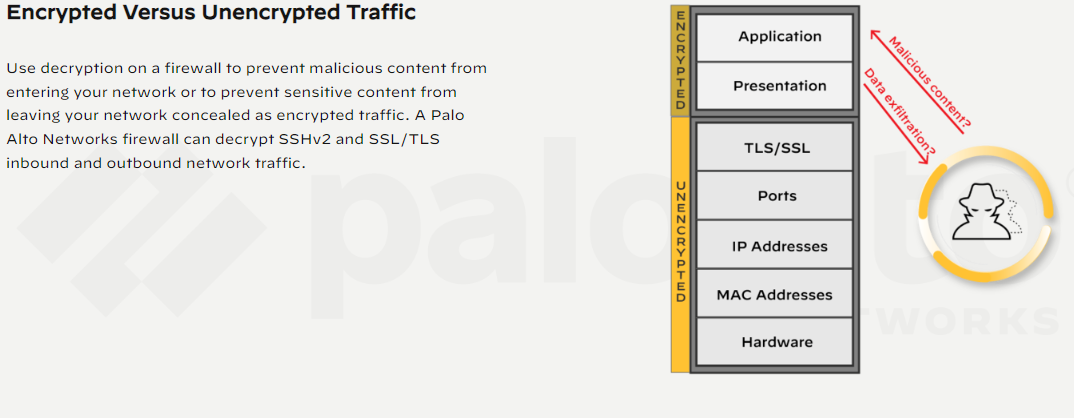 Encrypted Versus Unencrypted Traffic
Use decryption on a firewall to prevent malicious content from
entering your network or to prevent sensitive content from
leaving your network concealed as encrypted traffic. A Palo
Alto Networks firewall can decrypt SSHv2 and SSL/TLS
inbound and outbound network traffic.
ENCRYPTED
Application
Presentation
UNENCRYPTED
TLS/SSL
Ports
IP Addresses
MAC Addresses
Hardware
Malicious content?
Data exfiltration?
paloalto
TWORKS